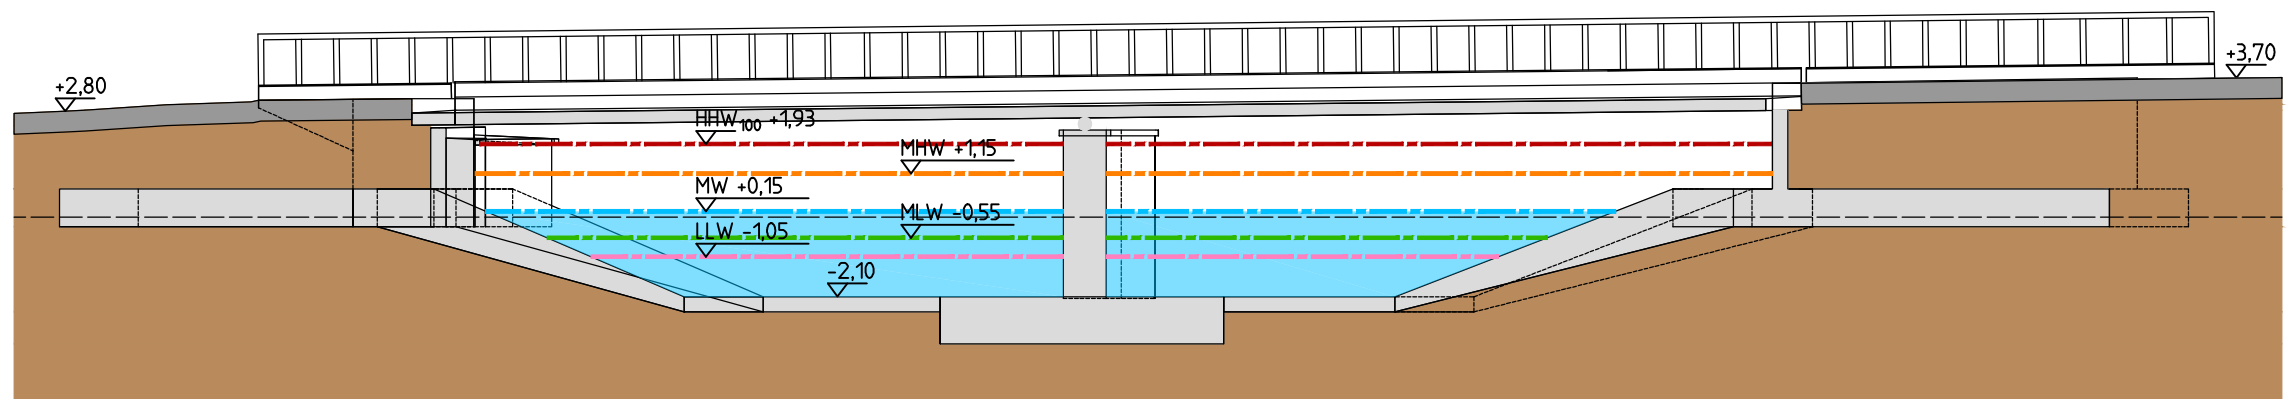 +3,70
+2,80
HHW100 +1,93
MHW +1,15
MW +0,15
MLW -0,55
LLW -1,05
-2,10